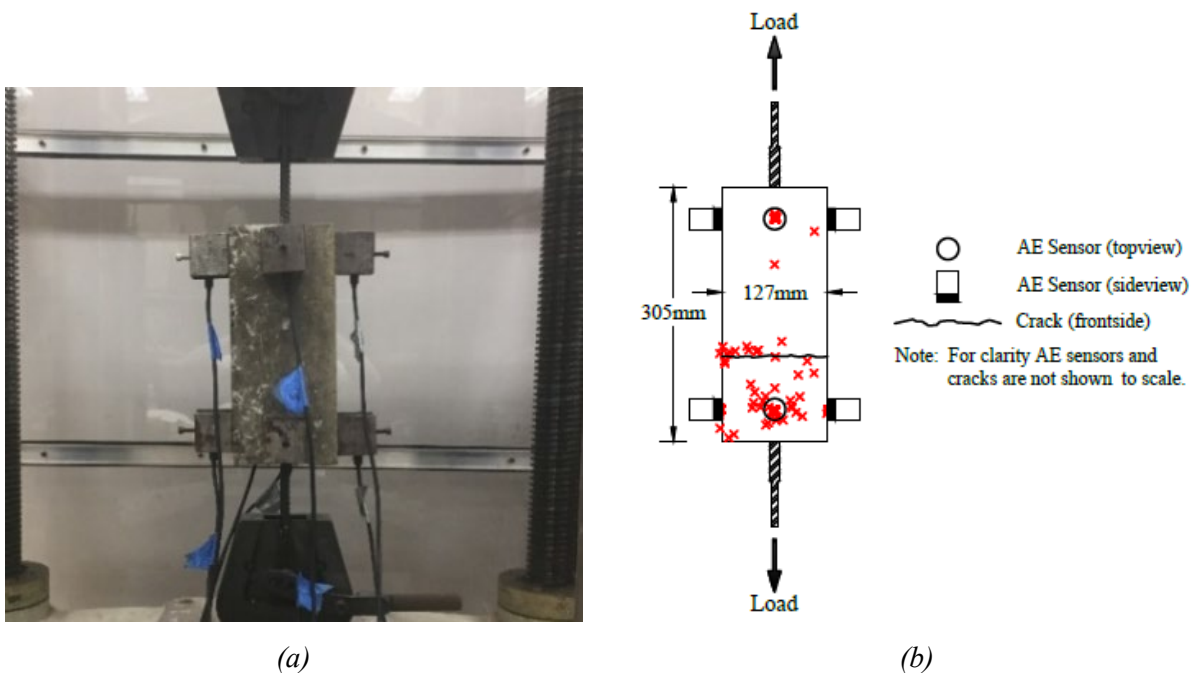 Load
305mm
127mm
Load
AE Sensor (topview)
AE Sensor (sideview)
Crack (frontside)
Note: For clarity AE sensors and
cracks are not shown to scale.
(a)
(b)